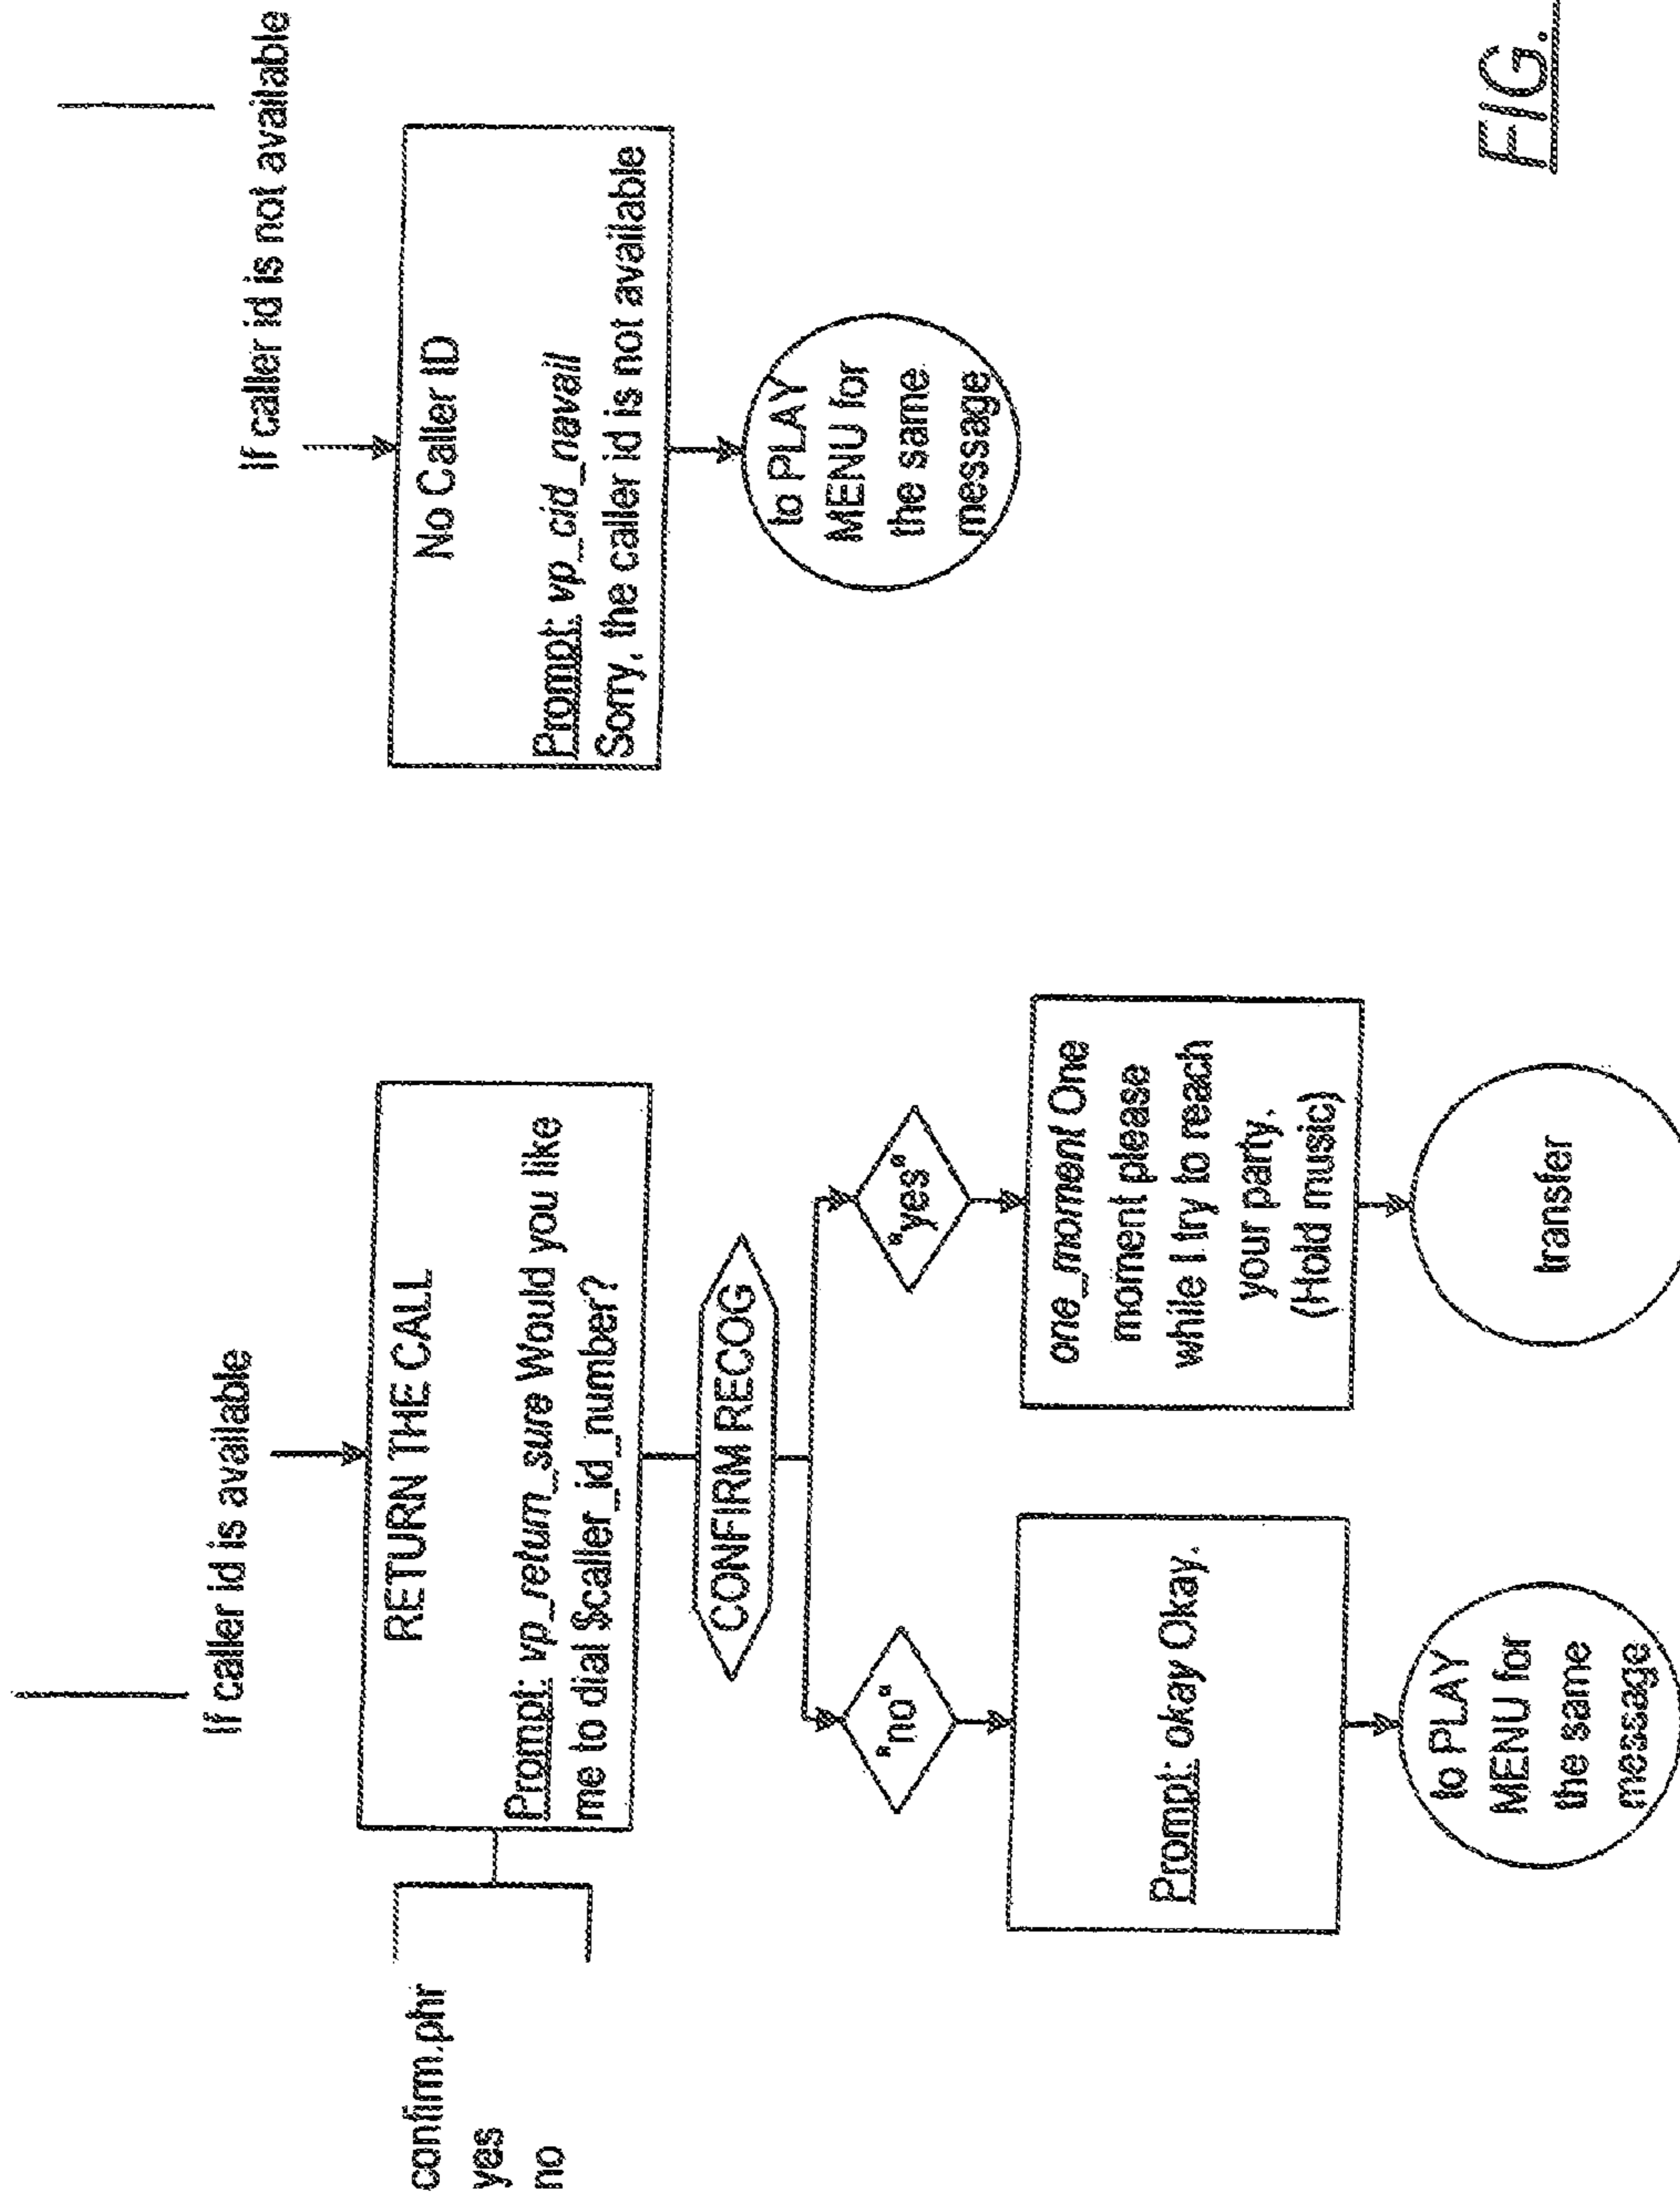 If caller id is available
confirm.phr
yes
no
RETURN THE CALL
Prompt: vp_return_sure Would you like
me to dial $caller_id_number?
CONFIRM RECOG
"no"
"yes"
Prompt: okay Okay.
one_moment One
moment please
while I try to reach
your party.
(Hold music)
to PLAY
MENU for
the same
message
transfer
If caller id is not available
No Caller ID
Prompt: vp_cid_navail
Sorry, the caller id is not available
to PLAY
MENU for
the same
message
FIG.